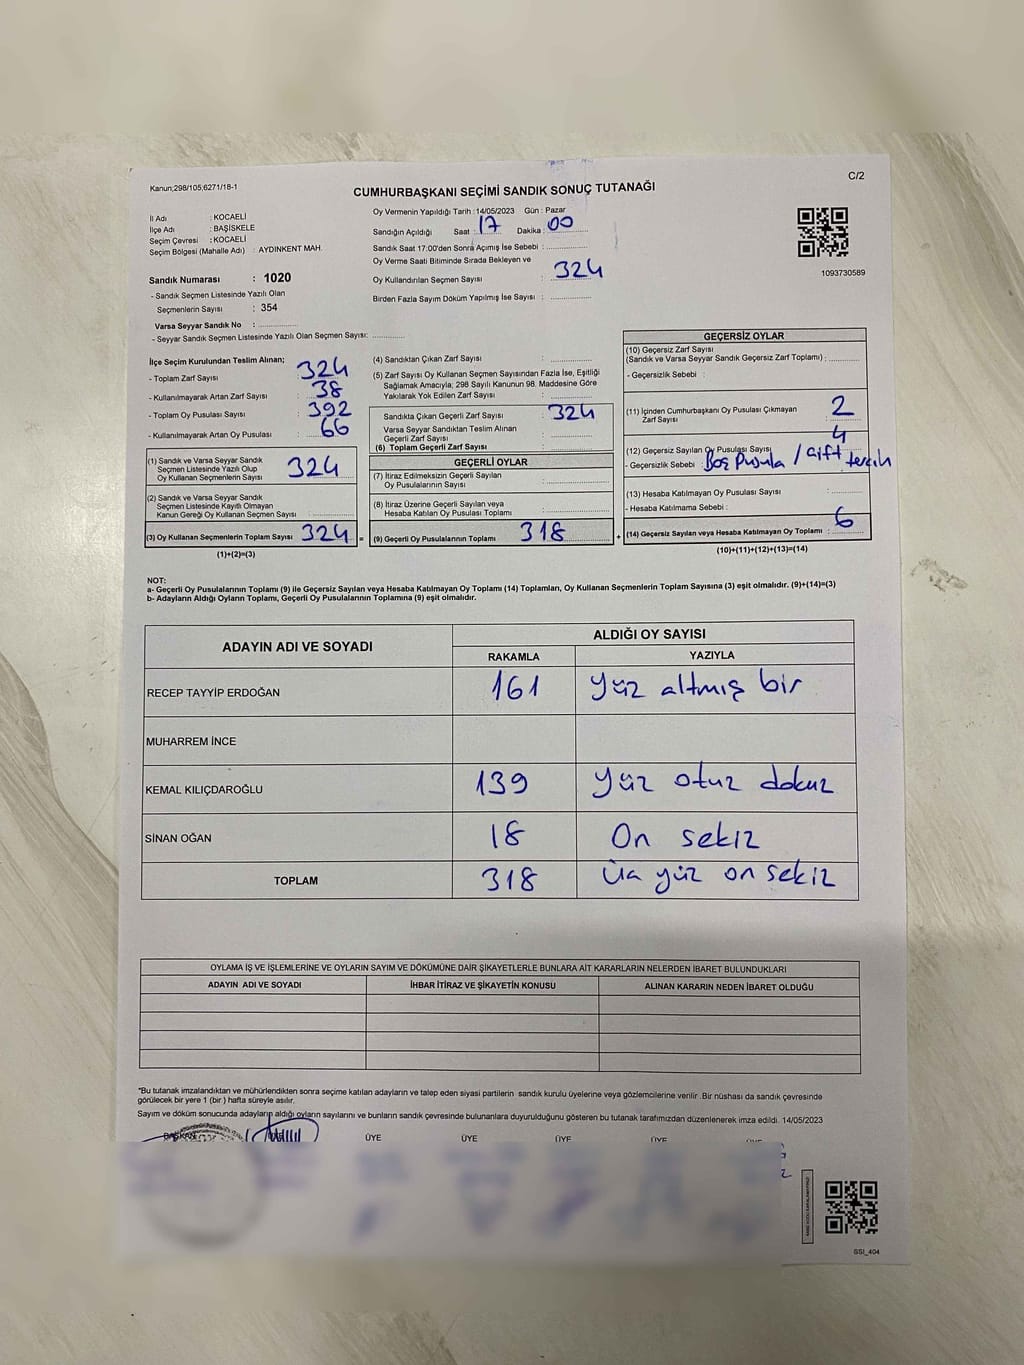 Kanun;298/105;6271/18-1
C/2
CUMHURBAŞKANI SEÇİMİ SANDIK SONUÇ TUTANAĞI
İl Adı : KOCAELİ
İlçe Adı : BAŞİSKELE
Seçim Çevresi : KOCAELİ
Seçim Bölgesi (Mahalle Adı) : AYDINKENT MAH.
Sandık Numarası : 1020
- Sandık Seçmen Listesinde Yazılı Olan
Seçmenlerin Sayısı : 354
Varsa Seyyar Sandık No : ..............
- Seyyar Sandık Seçmen Listesinde Yazılı Olan Seçmen Sayısı: ............
Oy Vermenin Yapıldığı Tarih : 14/05/2023 Gün : Pazar
Sandığın Açıldığı Saat : 17 Dakika : 00
Sandık Saat 17:00'den Sonra Açımış İse Sebebi : ..............
Oy Verme Saati Bitiminde Sırada Bekleyen ve
Oy Kullandırılan Seçmen Sayısı : 324
Birden Fazla Sayım Döküm Yapılmış İse Sayısı : ..............
1093730589
İlçe Seçim Kurulundan Teslim Alınan;
- Toplam Zarf Sayısı : 324
- Kullanılmayarak Artan Zarf Sayısı : 38
- Toplam Oy Pusulası Sayısı : 392
- Kullanılmayarak Artan Oy Pusulası : 66
(1) Sandık ve Varsa Seyyar Sandık
Seçmen Listesinde Yazılı Olup
Oy Kullanan Seçmenlerin Sayısı : 324
(2) Sandık ve Varsa Seyyar Sandık
Seçmen Listesinde Kayıtlı Olmayan
Kanun Gereği Oy Kullanan Seçmen Sayısı : ..............
(3) Oy Kullanan Seçmenlerin Toplam Sayısı : 324
(1)+(2)=(3)
(4) Sandıktan Çıkan Zarf Sayısı : ..............
(5) Zarf Sayısı Oy Kullanan Seçmen Sayısından Fazla İse, Eşitliği
Sağlamak Amacıyla; 298 Sayılı Kanunun 98. Maddesine Göre
Yakılarak Yok Edilen Zarf Sayısı : ..............
Sandıkta Çıkan Geçerli Zarf Sayısı : 324
Varsa Seyyar Sandıktan Teslim Alınan
Geçerli Zarf Sayısı : ..............
(6) Toplam Geçerli Zarf Sayısı : ..............
GEÇERLİ OYLAR
(7) İtiraz Edilmeksizin Geçerli Sayılan
Oy Pusulalarının Sayısı : ..............
(8) İtiraz Üzerine Geçerli Sayılan veya
Hesaba Katılan Oy Pusulası Toplamı : ..............
= (9) Geçerli Oy Pusulalarının Toplamı : 318
GEÇERSİZ OYLAR
(10) Geçersiz Zarf Sayısı
(Sandık ve Varsa Seyyar Sandık Geçersiz Zarf Toplamı) : ............
- Geçersizlik Sebebi :
(11) İçinden Cumhurbaşkanı Oy Pusulası Çıkmayan
Zarf Sayısı : 2
(12) Geçersiz Sayılan Oy Pusulası Sayısı : 4
- Geçersizlik Sebebi : Boş Pusula / Çift tercih
(13) Hesaba Katılmayan Oy Pusulası Sayısı : ............
- Hesaba Katılmama Sebebi :
+ (14) Geçersiz Sayılan veya Hesaba Katılmayan Oy Toplamı : 6
(10)+(11)+(12)+(13)=(14)
NOT:
a- Geçerli Oy Pusulalarının Toplamı (9) ile Geçersiz Sayılan veya Hesaba Katılmayan Oy Toplamı (14) Toplamları, Oy Kullanan Seçmenlerin Toplam Sayısına (3) eşit olmalıdır. (9)+(14)=(3)
b- Adayların Aldığı Oyların Toplamı, Geçerli Oy Pusulalarının Toplamına (9) eşit olmalıdır.
ADAYIN ADI VE SOYADI ALDIĞI OY SAYISI
RAKAMLA YAZIYLA
RECEP TAYYİP ERDOĞAN 161 Yüz altmış bir
MUHARREM İNCE
KEMAL KILIÇDAROĞLU 139 Yüz otuz dokuz
SİNAN OĞAN 18 On sekiz
TOPLAM 318 Üç yüz on sekiz
OYLAMA İŞ VE İŞLEMLERİNE VE OYLARIN SAYIM VE DÖKÜMÜNE DAİR ŞİKAYETLERLE BUNLARA AİT KARARLARIN NELERDEN İBARET BULUNDUKLARI
ADAYIN ADI VE SOYADI İHBAR İTİRAZ VE ŞİKAYETİN KONUSU ALINAN KARARIN NEDEN İBARET OLDUĞU
*Bu tutanak imzalandıktan ve mühürlendikten sonra seçime katılan adayların ve talep eden siyasi partilerin sandık kurulu üyelerine veya gözlemcilerine verilir .Bir nüshası da sandık çevresinde
görülecek bir yere 1 (bir ) hafta süreyle asılır.
Sayım ve döküm sonucunda adayların aldığı oyların sayılarını ve bunların sandık çevresinde bulunanlara duyurulduğunu gösteren bu tutanak tarafımızdan düzenlenerek imza edildi. 14/05/2023
BAŞKAN ÜYE ÜYE ÜYE ÜYE ÜYE
SSI_404